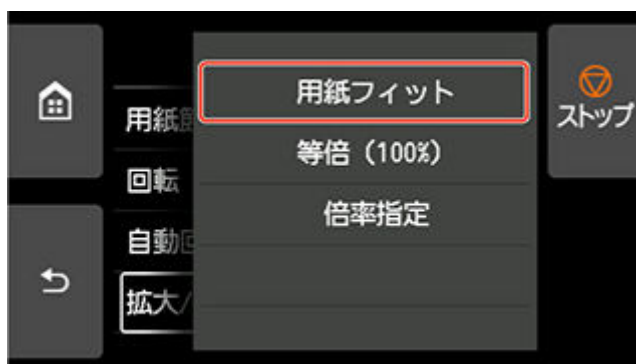 用紙フィット
ストップ
用紙
等倍（100%）
回転
倍率指定
自動回
拡大/